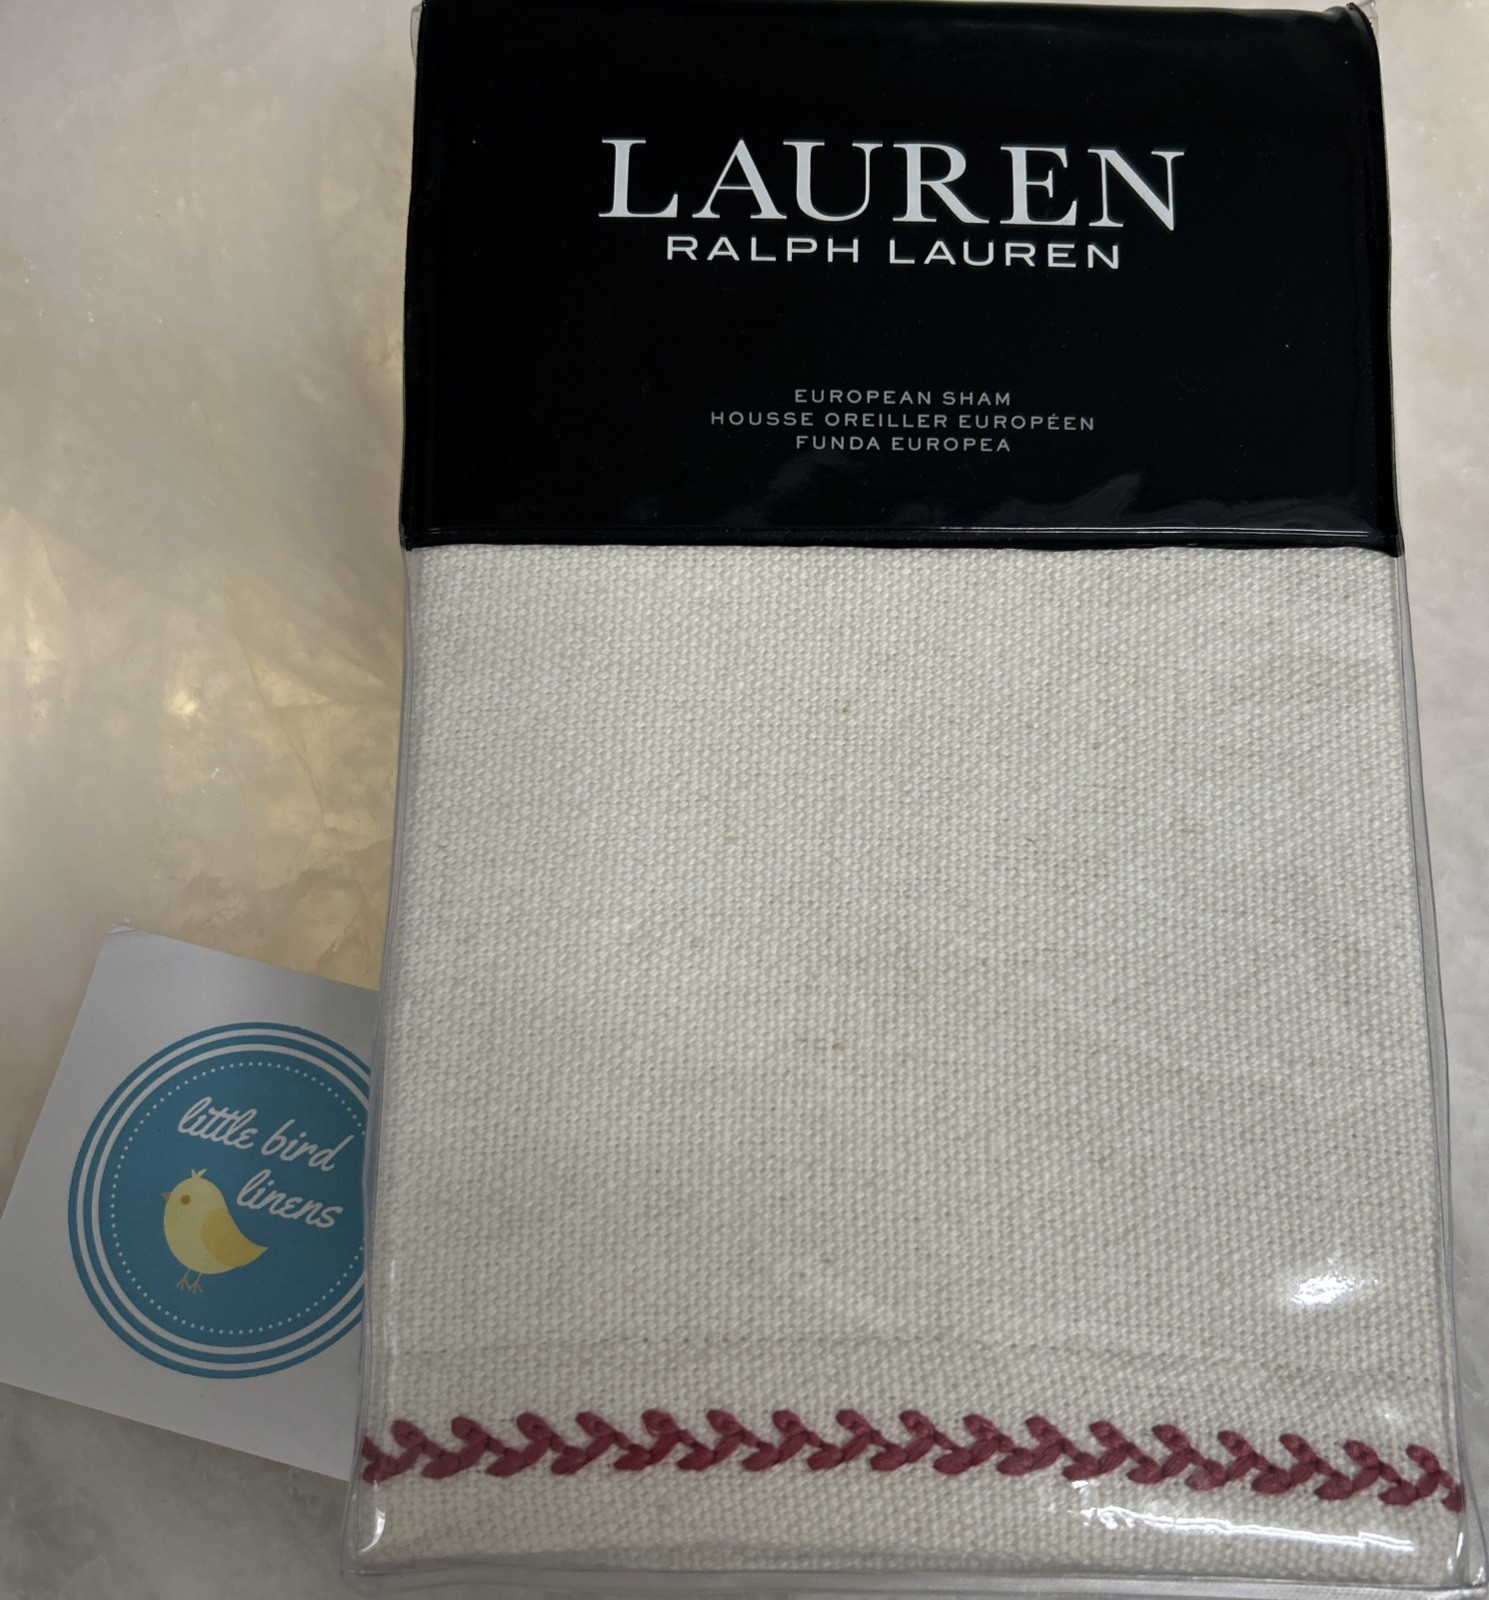 LAUREN
RALPH LAUREN
EUROPEAN SHAM
HOUSSE OREILLER EUROPÉEN
FUNDA EUROPEA
little bird
linens